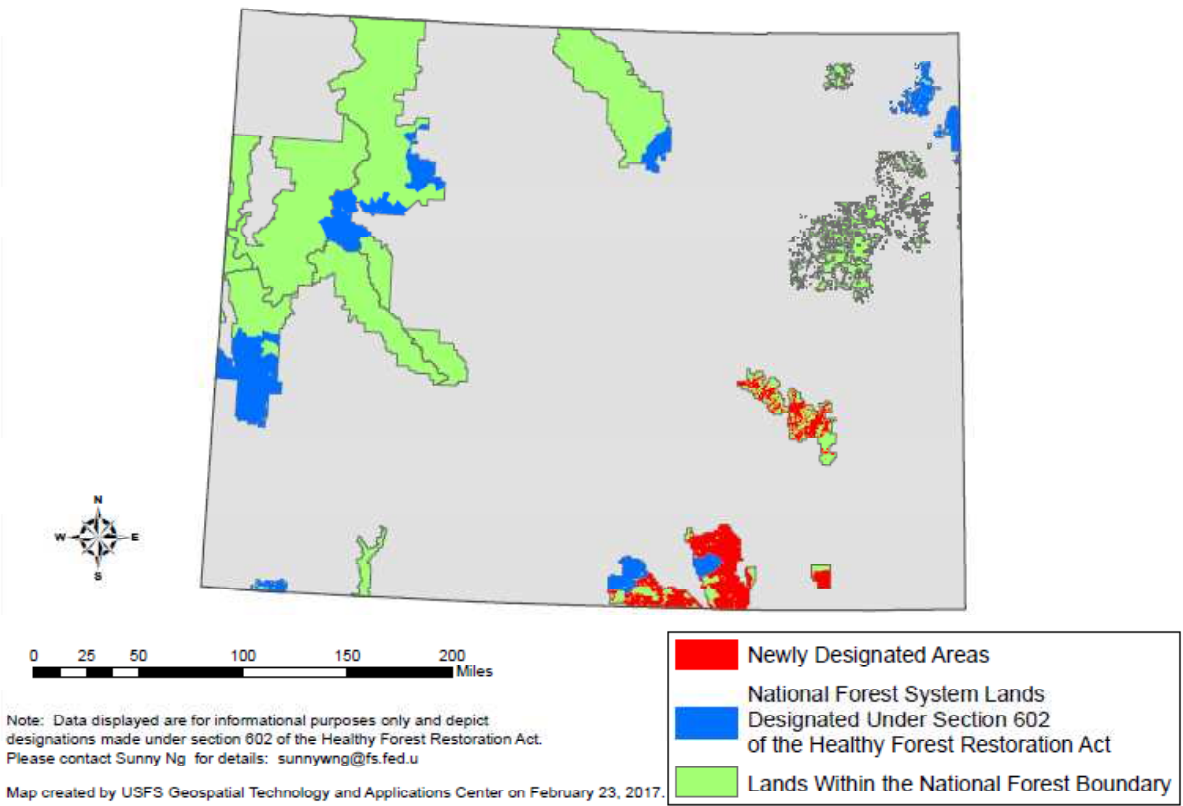 N
W E
S
0 25 50 100 150 200
Miles
Note: Data displayed are for informational purposes only and depict
designations made under section 602 of the Healthy Forest Restoration Act.
Please contact Sunny Ng for details: sunnywng@fs.fed.u
Map created by USFS Geospatial Technology and Applications Center on February 23, 2017.
Newly Designated Areas
National Forest System Lands
Designated Under Section 602
of the Healthy Forest Restoration Act
Lands Within the National Forest Boundary